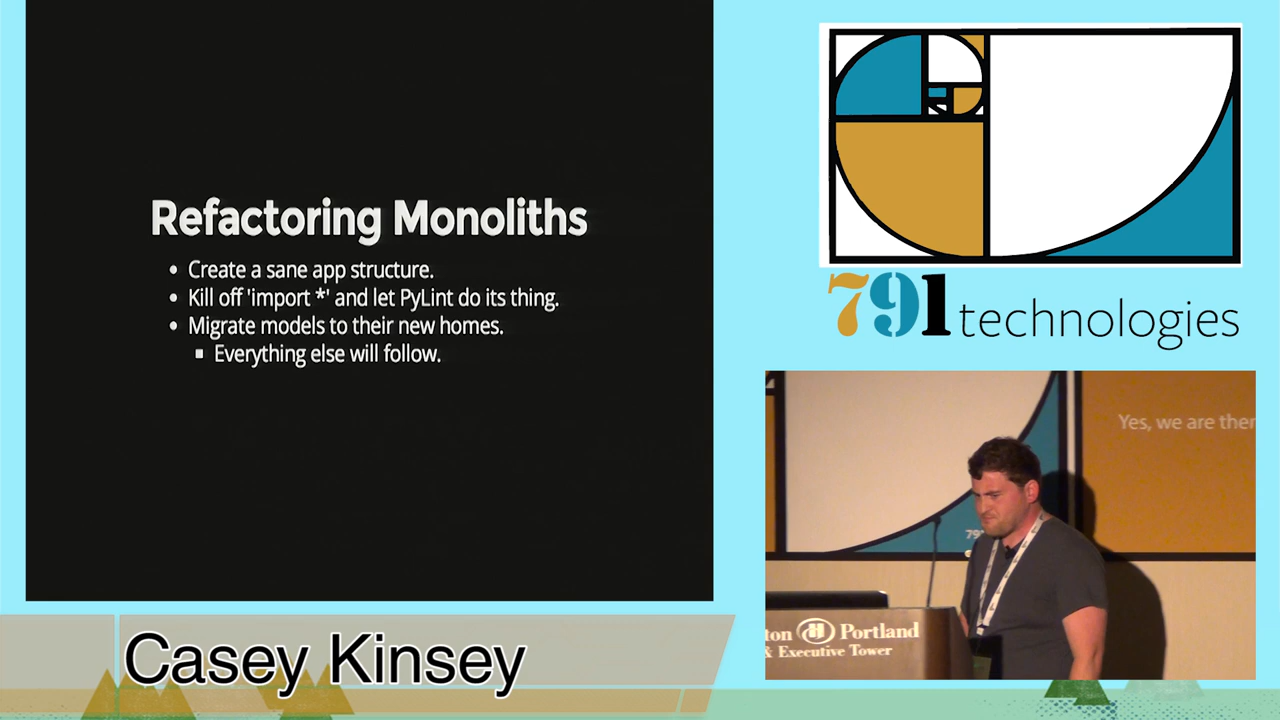 Refactoring Monoliths
Create a sane app structure.
Kill off 'import *' and let PyLint do its thing.
Migrate models to their new homes.
Everything else will follow.
791 technologies
Yes, we are ther
79
ton H Portland
& Executive Tower
Casey Kinsey